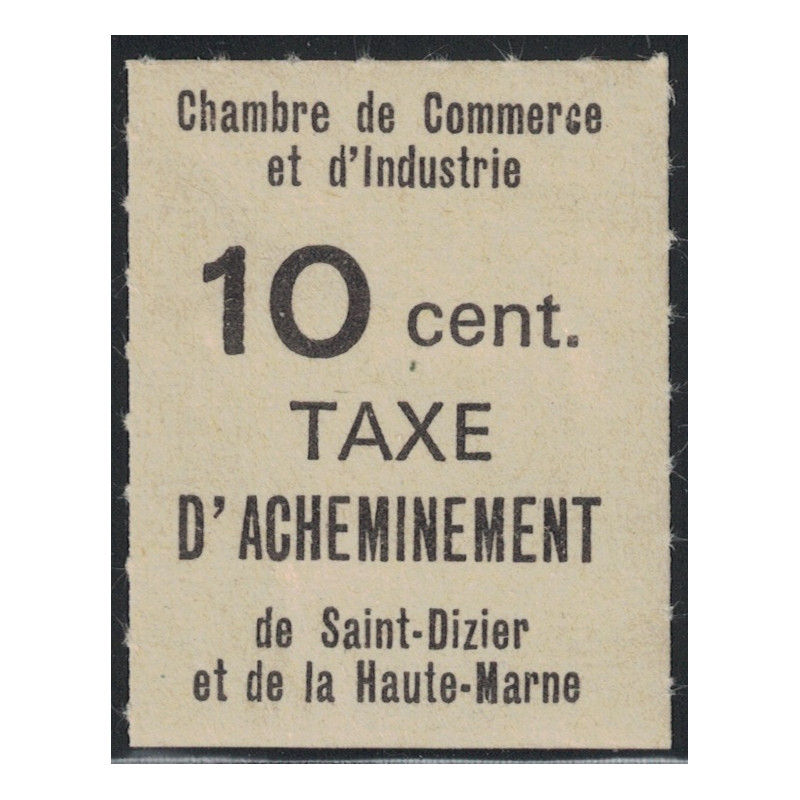 Chambre de Commerce
et d'Industrie
10 cent.
TAXE
D'ACHEMINEMENT
de Saint-Dizier
et de la Haute-Marne